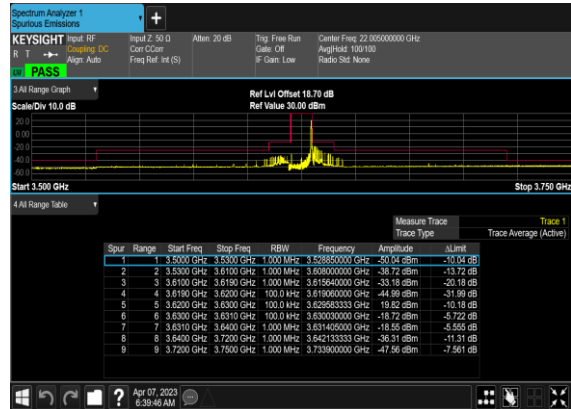 Spectrum Analyzer 1
Spurious Emissions
+
KEYSIGHT Input: RF Input Z: 50 Ω Atten: 20 dB Trig: Free Run Center Freq: 22.005000000 GHz
R T Coupling: DC Corr CCorr Gate: Off Avg|Hold: 100/100
Align: Auto Freq Ref: Int (S) IF Gain: Low Radio Std: None
PASS
3 All Range Graph
Ref Lvl Offset 18.70 dB
Scale/Div 10.0 dB Ref Value 30.00 dBm
20.0
0.00
-20.0
-40.0
-60.0
Start 3.500 GHz Stop 3.750 GHz
4 All Range Table
Measure Trace Trace 1
Trace Type Trace Average (Active)
Spur Range Start Freq Stop Freq RBW Frequency Amplitude ΔLimit
1 1 3.5000 GHz 3.5300 GHz 1.000 MHz 3.528850000 GHz -50.04 dBm -10.04 dB
2 2 3.5300 GHz 3.6100 GHz 1.000 MHz 3.608000000 GHz -38.72 dBm -13.72 dB
3 3 3.6100 GHz 3.6190 GHz 1.000 MHz 3.615640000 GHz -33.18 dBm -20.18 dB
4 4 3.6190 GHz 3.6200 GHz 100.0 kHz 3.619060000 GHz -44.99 dBm -31.99 dB
5 5 3.6200 GHz 3.6300 GHz 100.0 kHz 3.629583333 GHz 19.82 dBm -10.18 dB
6 6 3.6300 GHz 3.6310 GHz 100.0 kHz 3.630030000 GHz -18.72 dBm -5.722 dB
7 7 3.6310 GHz 3.6400 GHz 1.000 MHz 3.631405000 GHz -18.55 dBm -5.555 dB
8 8 3.6400 GHz 3.7200 GHz 1.000 MHz 3.642133333 GHz -36.31 dBm -11.31 dB
9 9 3.7200 GHz 3.7500 GHz 1.000 MHz 3.733900000 GHz -47.56 dBm -7.561 dB
? Apr 07, 2023
6:39:46 AM